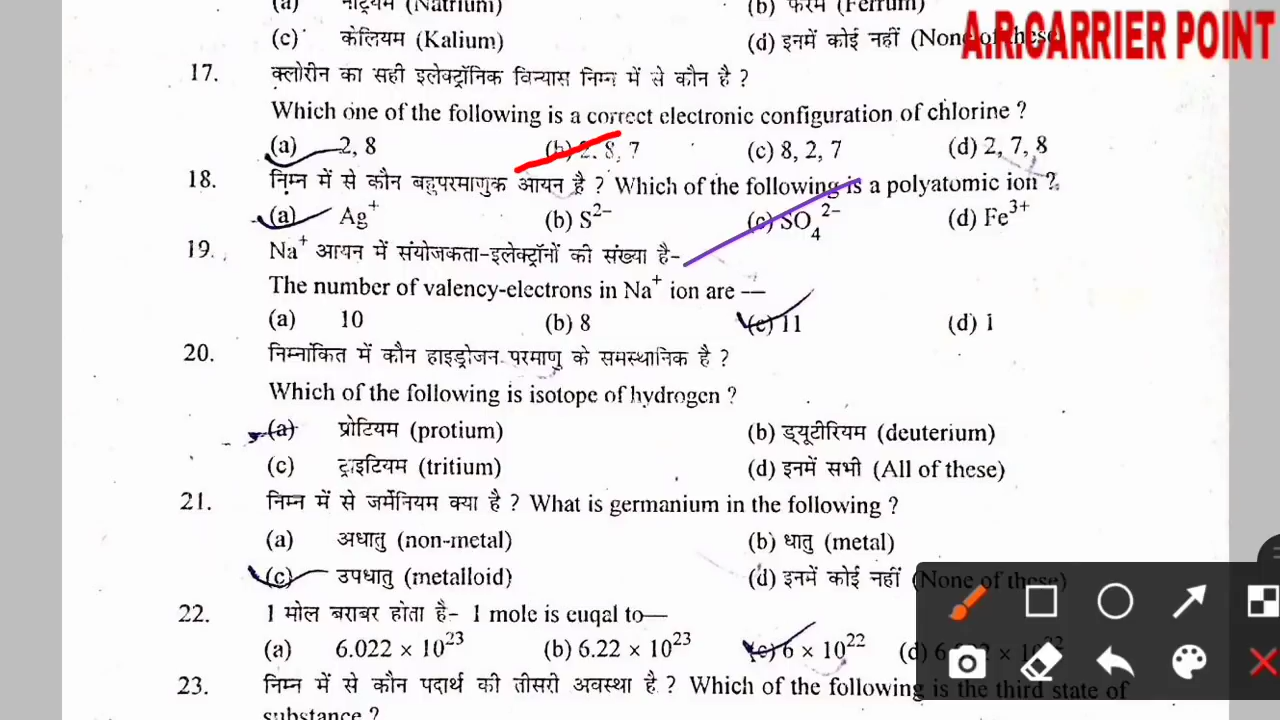 (a) नेट्रियम (Natrium) (b) फेरम (Ferrum)
A.R.CARRIER POINT
(c) केलियम (Kalium) (d) इनमें कोई नहीं (None of these)
17. क्लोरीन का सही इलेक्ट्रॉनिक विन्यास निम्न में से कौन है ?
Which one of the following is a correct electronic configuration of chlorine ?
(a) 2, 8 (b) 2, 8, 7 (c) 8, 2, 7 (d) 2, 7, 8
18. निम्न में से कौन बहुपरमाणुक आयन है ? Which of the following is a polyatomic ion ?
(a) Ag⁺ (b) S²⁻ (c) SO₄²⁻ (d) Fe³⁺
19. Na⁺ आयन में संयोजकता-इलेक्ट्रॉनों की संख्या है-
The number of valency-electrons in Na⁺ ion are —
(a) 10 (b) 8 (c) 11 (d) 1
20. निम्नांकित में कौन हाइड्रोजन परमाणु के समस्थानिक है ?
Which of the following is isotope of hydrogen ?
(a) प्रोटियम (protium) (b) ड्यूटीरियम (deuterium)
(c) ट्राइटियम (tritium) (d) इनमें सभी (All of these)
21. निम्न में से जर्मेनियम क्या है ? What is germanium in the following ?
(a) अधातु (non-metal) (b) धातु (metal)
(c) उपधातु (metalloid) (d) इनमें कोई नहीं (None of these)
22. 1 मोल बराबर होता है- 1 mole is euqal to—
(a) 6.022 × 10²³ (b) 6.22 × 10²³ (c) 6 × 10²² (d)
23. निम्न में से कौन पदार्थ की तीसरी अवस्था है ? Which of the following is the third state of
substance ?